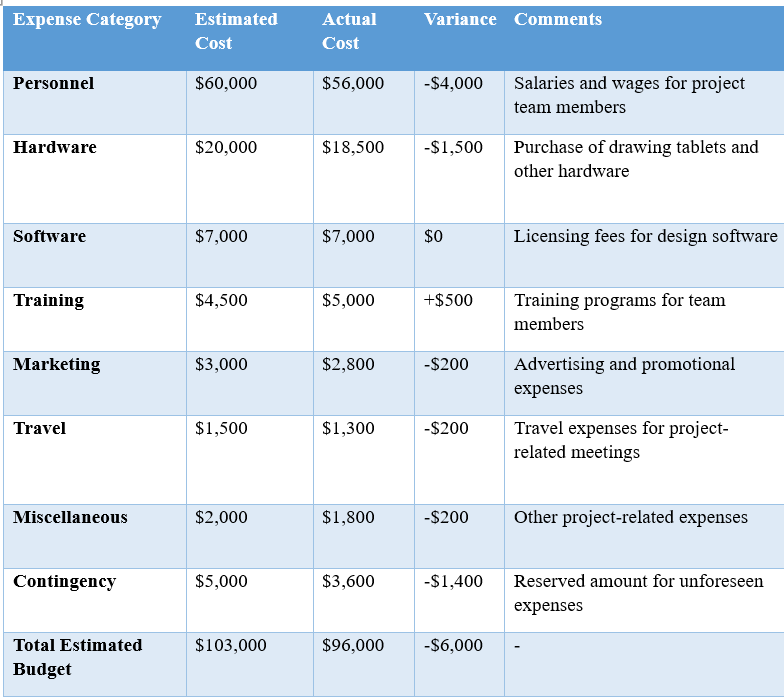 Expense Category Estimated Cost Actual Cost Variance Comments
Personnel $60,000 $56,000 -$4,000 Salaries and wages for project team members
Hardware $20,000 $18,500 -$1,500 Purchase of drawing tablets and other hardware
Software $7,000 $7,000 $0 Licensing fees for design software
Training $4,500 $5,000 +$500 Training programs for team members
Marketing $3,000 $2,800 -$200 Advertising and promotional expenses
Travel $1,500 $1,300 -$200 Travel expenses for project-related meetings
Miscellaneous $2,000 $1,800 -$200 Other project-related expenses
Contingency $5,000 $3,600 -$1,400 Reserved amount for unforeseen expenses
Total Estimated Budget $103,000 $96,000 -$6,000 -